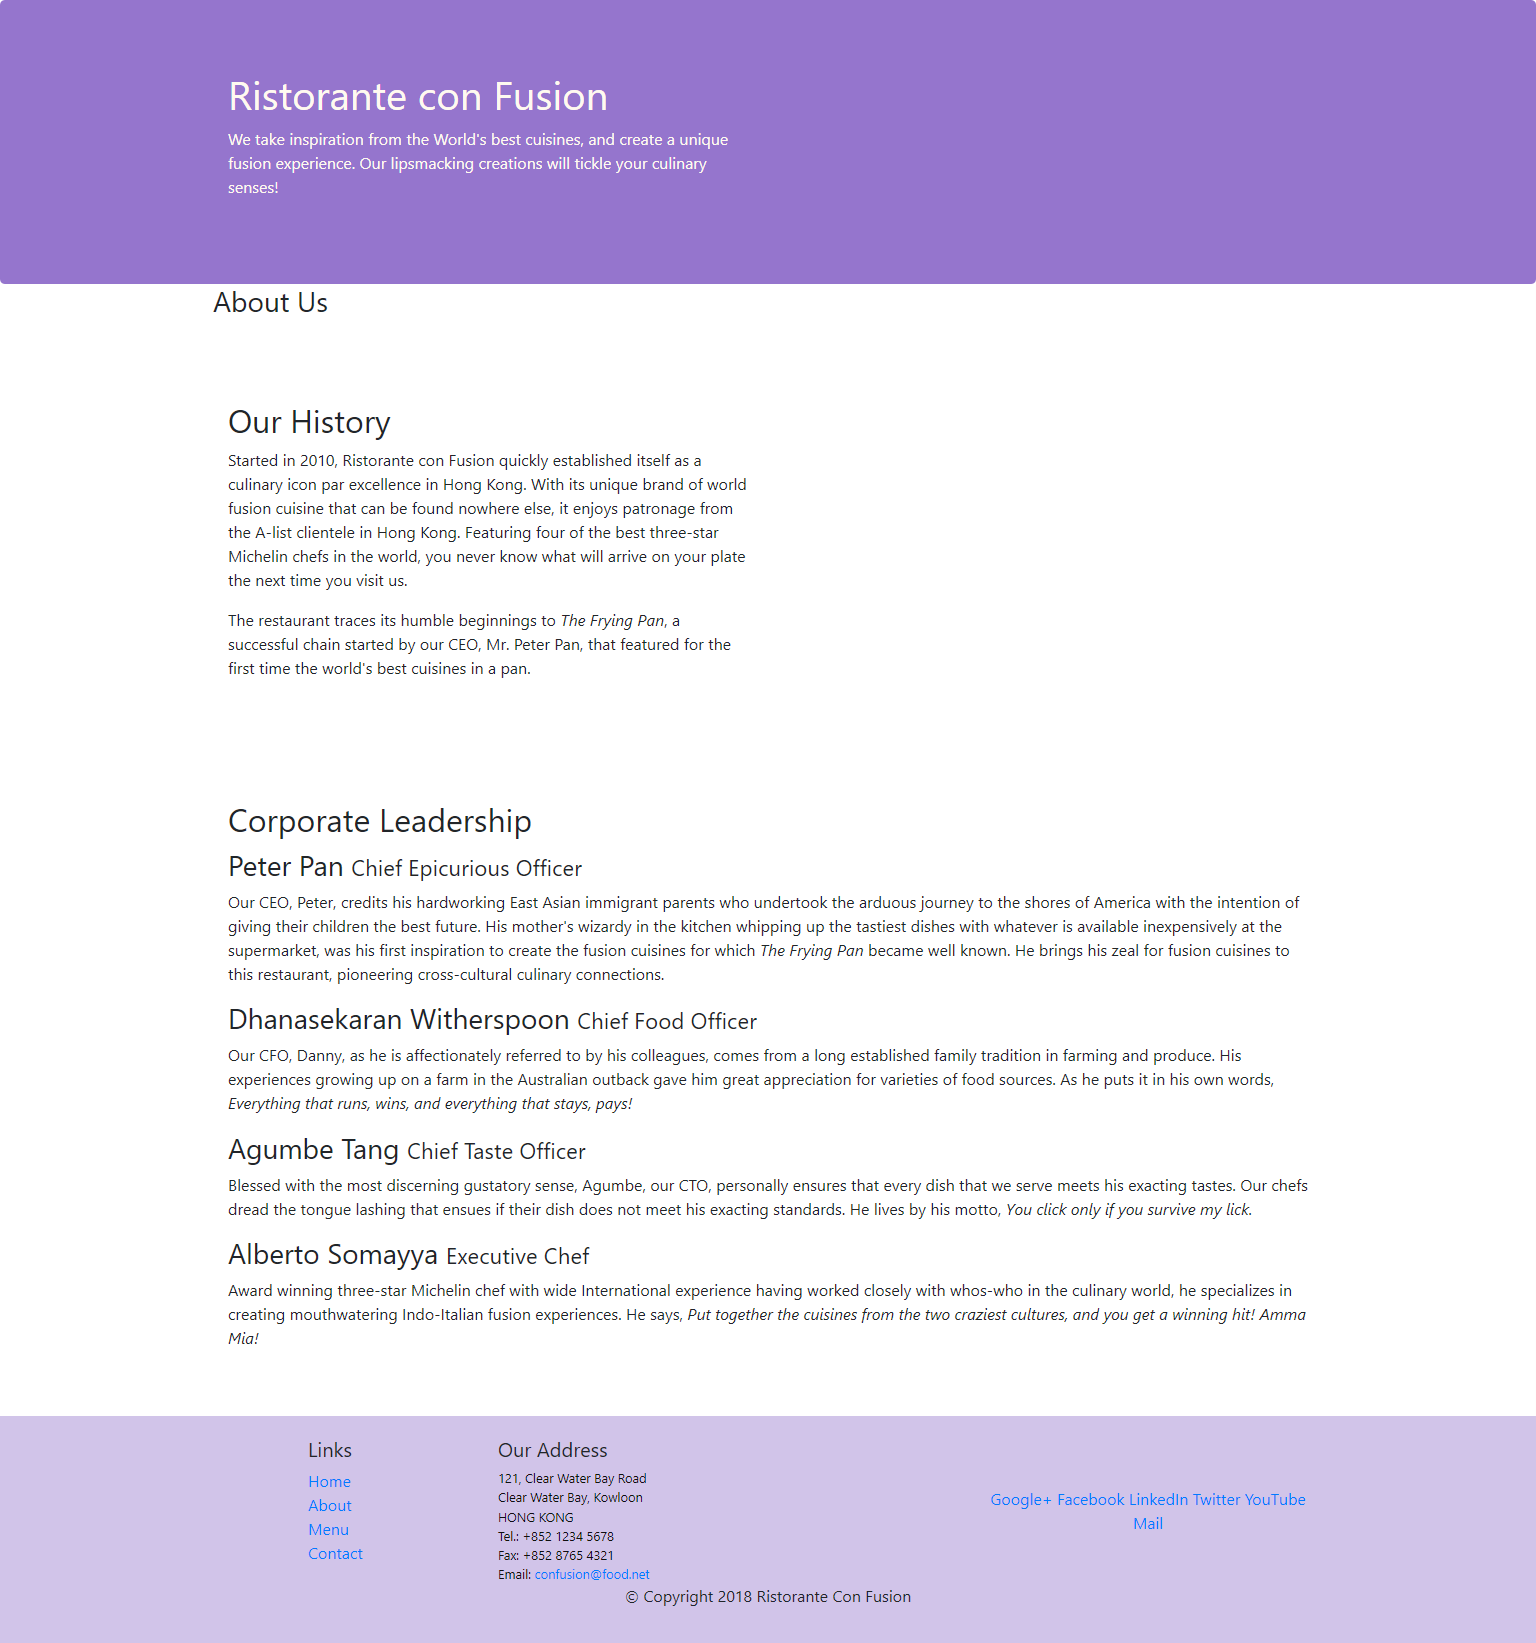 Ristorante con Fusion
We take inspiration from the World's best cuisines, and create a unique
fusion experience. Our lipsmacking creations will tickle your culinary
senses!
About Us
Our History
Started in 2010, Ristorante con Fusion quickly established itself as a
culinary icon par excellence in Hong Kong. With its unique brand of world
fusion cuisine that can be found nowhere else, it enjoys patronage from
the A-list clientele in Hong Kong. Featuring four of the best three-star
Michelin chefs in the world, you never know what will arrive on your plate
the next time you visit us.
The restaurant traces its humble beginnings to The Frying Pan, a
successful chain started by our CEO, Mr. Peter Pan, that featured for the
first time the world's best cuisines in a pan.
Corporate Leadership
Peter Pan Chief Epicurious Officer
Our CEO, Peter, credits his hardworking East Asian immigrant parents who undertook the arduous journey to the shores of America with the intention of
giving their children the best future. His mother's wizardy in the kitchen whipping up the tastiest dishes with whatever is available inexpensively at the
supermarket, was his first inspiration to create the fusion cuisines for which The Frying Pan became well known. He brings his zeal for fusion cuisines to
this restaurant, pioneering cross-cultural culinary connections.
Dhanasekaran Witherspoon Chief Food Officer
Our CFO, Danny, as he is affectionately referred to by his colleagues, comes from a long established family tradition in farming and produce. His
experiences growing up on a farm in the Australian outback gave him great appreciation for varieties of food sources. As he puts it in his own words,
Everything that runs, wins, and everything that stays, pays!
Agumbe Tang Chief Taste Officer
Blessed with the most discerning gustatory sense, Agumbe, our CTO, personally ensures that every dish that we serve meets his exacting tastes. Our chefs
dread the tongue lashing that ensues if their dish does not meet his exacting standards. He lives by his motto, You click only if you survive my lick.
Alberto Somayya Executive Chef
Award winning three-star Michelin chef with wide International experience having worked closely with whos-who in the culinary world, he specializes in
creating mouthwatering Indo-Italian fusion experiences. He says, Put together the cuisines from the two craziest cultures, and you get a winning hit! Amma
Mia!
Links
Home
About
Menu
Contact
Our Address
121, Clear Water Bay Road
Clear Water Bay, Kowloon
HONG KONG
Tel.: +852 1234 5678
Fax: +852 8765 4321
Email: confusion@food.net
Google+ Facebook LinkedIn Twitter YouTube
Mail
© Copyright 2018 Ristorante Con Fusion